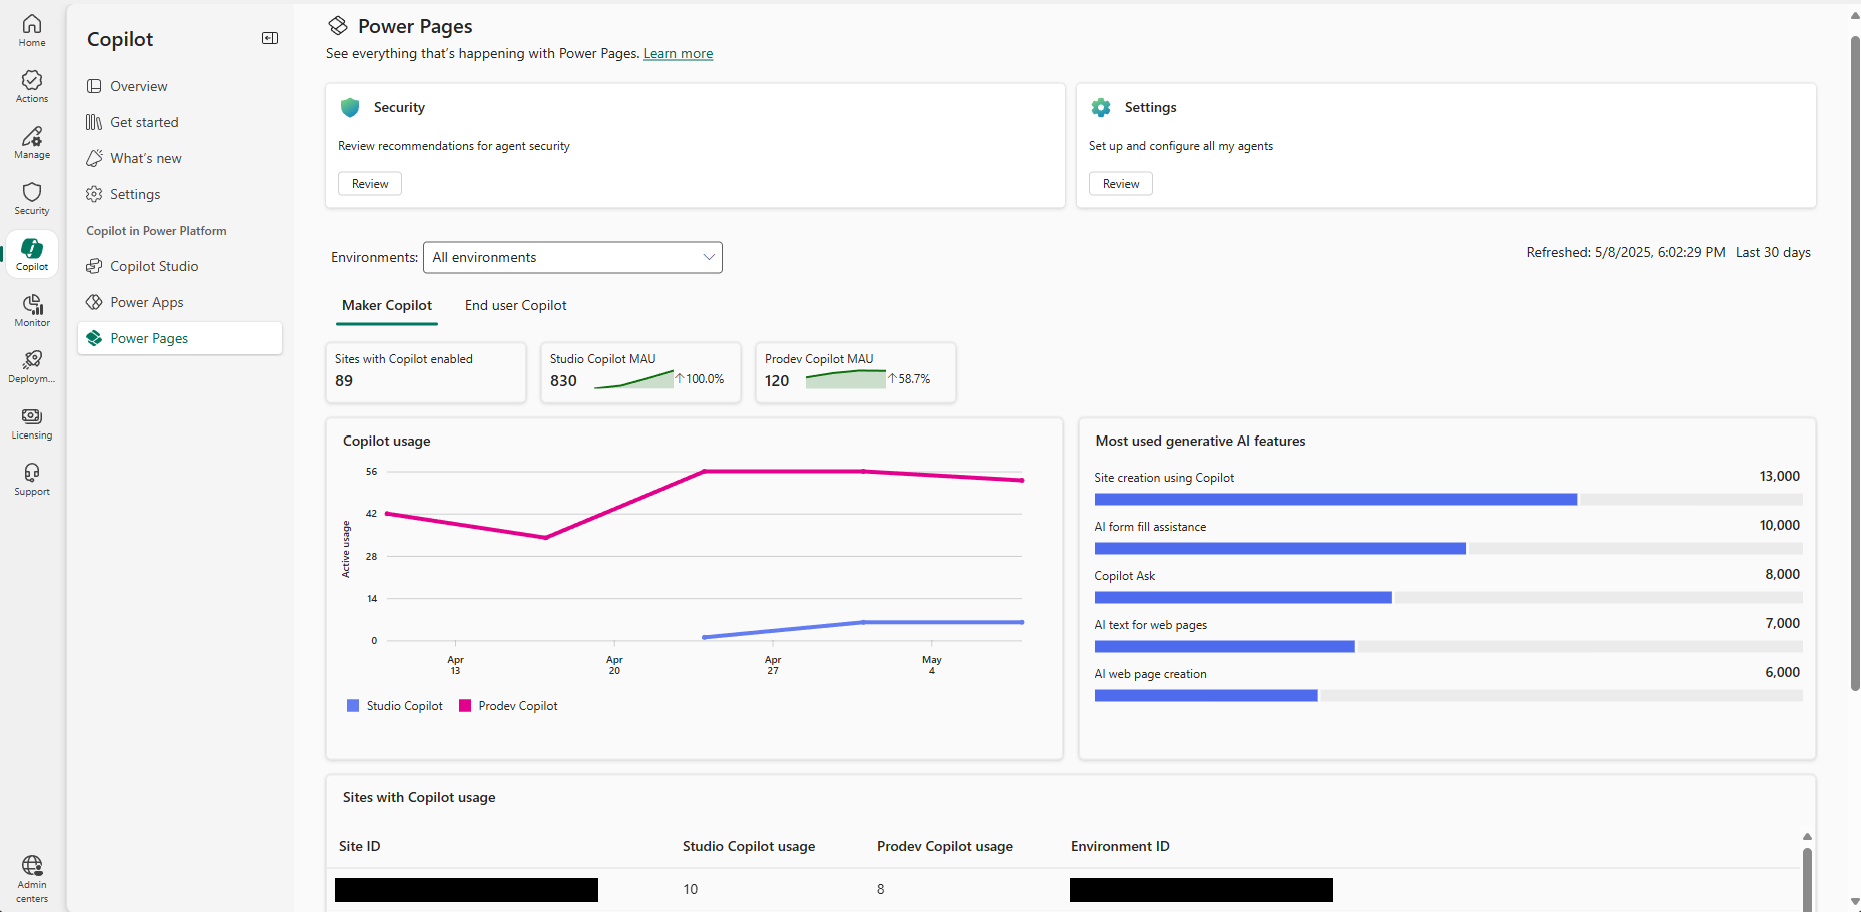 Home
Actions
Manage
Security
Copilot
Monitor
Deploym...
Licensing
Support
Admin
centers
Copilot
Overview
Get started
What's new
Settings
Copilot in Power Platform
Copilot Studio
Power Apps
Power Pages
Power Pages
See everything that's happening with Power Pages. Learn more
Security
Review recommendations for agent security
Review
Settings
Set up and configure all my agents
Review
Environments: All environments
Refreshed: 5/8/2025, 6:02:29 PM Last 30 days
Maker Copilot End user Copilot
Sites with Copilot enabled
89
Studio Copilot MAU
830 ↑100.0%
Prodev Copilot MAU
120 ↑58.7%
Copilot usage
Active usage
56
42
28
14
0
Apr
13
Apr
20
Apr
27
May
4
Studio Copilot Prodev Copilot
Most used generative AI features
Site creation using Copilot 13,000
AI form fill assistance 10,000
Copilot Ask 8,000
AI text for web pages 7,000
AI web page creation 6,000
Sites with Copilot usage
Site ID Studio Copilot usage Prodev Copilot usage Environment ID
10 8